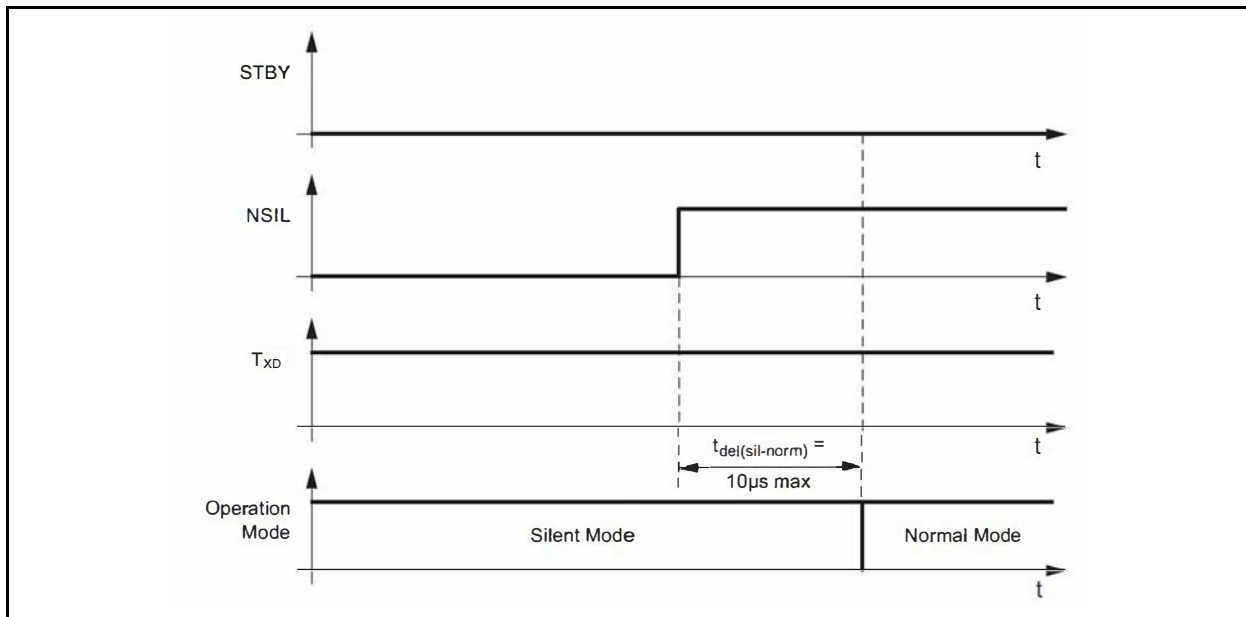 STBY
t
NSIL
t
TXD
t
tdel(sil-norm) =
10µs max
Operation
Mode
Silent Mode
Normal Mode
t